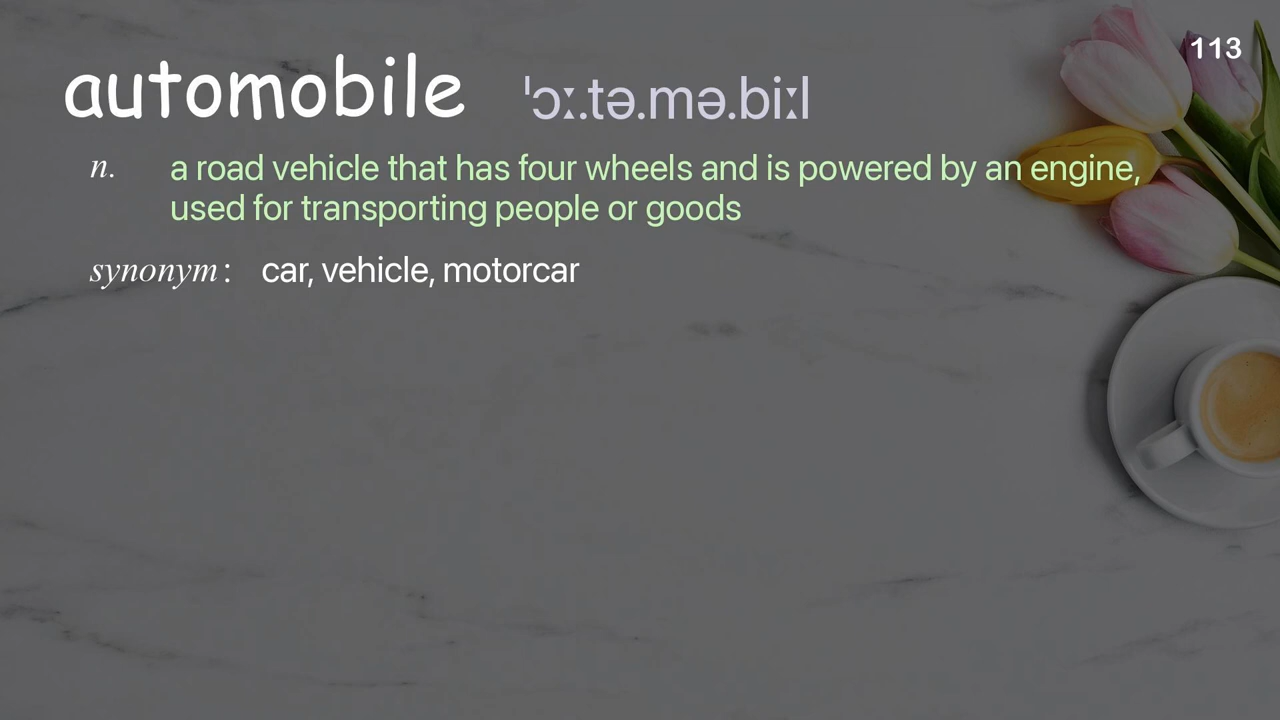 113
automobile ˈɔː.tə.mə.biːl
n. a road vehicle that has four wheels and is powered by an engine,
used for transporting people or goods
synonym : car, vehicle, motorcar